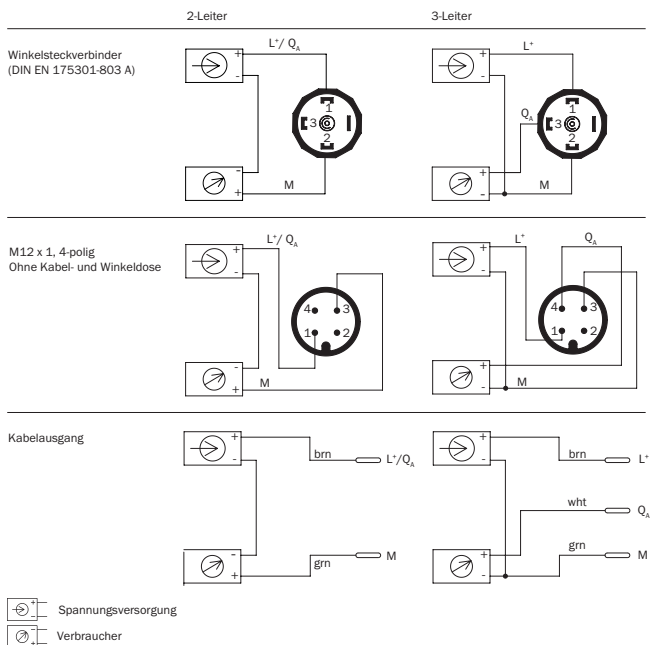 2-Leiter 3-Leiter
Winkelsteckverbinder
(DIN EN 175301-803 A)
+ L⁺/ Q_A
-
1
3
2
-
+ M
+ L⁺
-
1
Q_A 3
2
+
- M
M12 x 1, 4-polig
Ohne Kabel- und Winkeldose
+ L⁺/ Q_A
-
4 3
1 2
-
+ M
+ L⁺ Q_A
-
4 3
1 2
+
- M
Kabelausgang
+ brn L⁺/Q_A
-
-
+ grn M
+ brn L⁺
-
wht Q_A
+ grn M
-
+
- Spannungsversorgung
-
+ Verbraucher